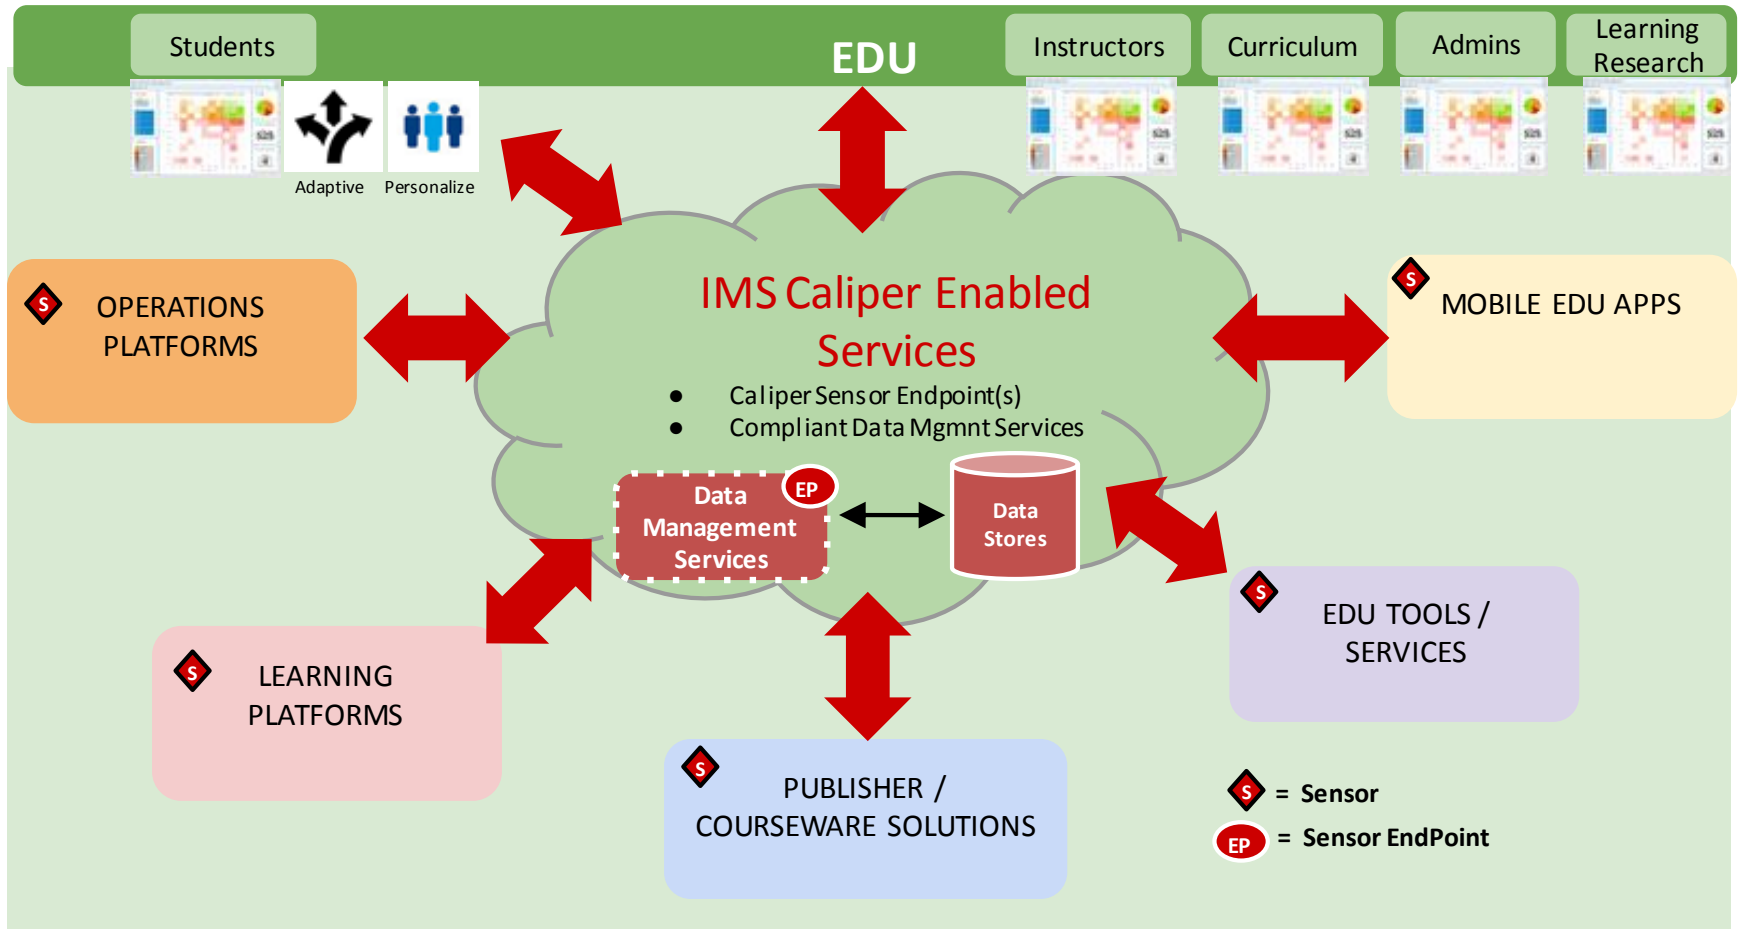 Students
EDU
Instructors
Curriculum
Admins
Learning
Research
Adaptive
Personalize
IMS Caliper Enabled
Services
● Caliper Sensor Endpoint(s)
● Compliant Data Mgmnt Services
S
OPERATIONS
PLATFORMS
S
MOBILE EDU APPS
EP
Data
Management
Services
Data
Stores
S
EDU TOOLS /
SERVICES
S
LEARNING
PLATFORMS
S
PUBLISHER /
COURSEWARE SOLUTIONS
S = Sensor
EP = Sensor EndPoint